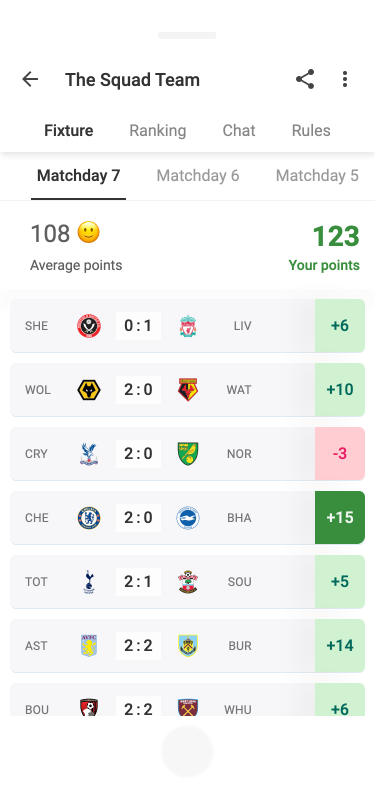 The Squad Team
Fixture Ranking Chat Rules
Matchday 7 Matchday 6 Matchday 5
108 123
Average points Your points
SHE 0:1 LIV +6
WOL 2:0 WAT +10
CRY 2:0 NOR -3
CHE 2:0 BHA +15
TOT 2:1 SOU +5
AST 2:2 BUR +14
BOU 2:2 WHU +6